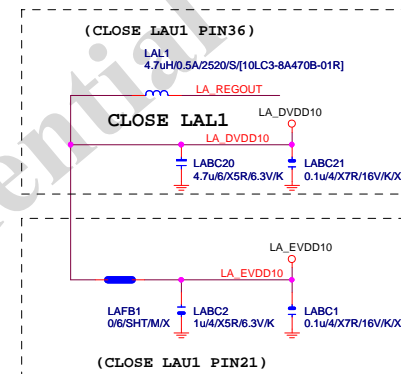 (CLOSE LAU1 PIN36)
LAL1
4.7uH/0.5A/2520/S/[10LC3-8A470B-01R]
LA_REGOUT
LA_DVDD10
CLOSE LAL1
LA_DVDD10
LABC20
4.7u/6/X5R/6.3V/K
LABC21
0.1u/4/X7R/16V/K/X
LA_EVDD10
LA_EVDD10
LAFB1
0/6/SHT/M/X
LABC2
1u/4/X5R/6.3V/K
LABC1
0.1u/4/X7R/16V/K/X
(CLOSE LAU1 PIN21)
ential